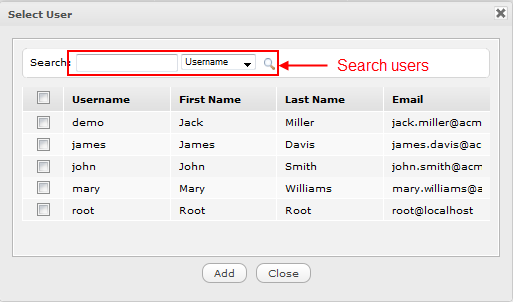 Select User
Search: Username Search users
Username First Name Last Name Email
demo Jack Miller jack.miller@acm
james James Davis james.davis@ac
john John Smith john.smith@acm
mary Mary Williams mary.williams@a
root Root Root root@localhost
Add Close